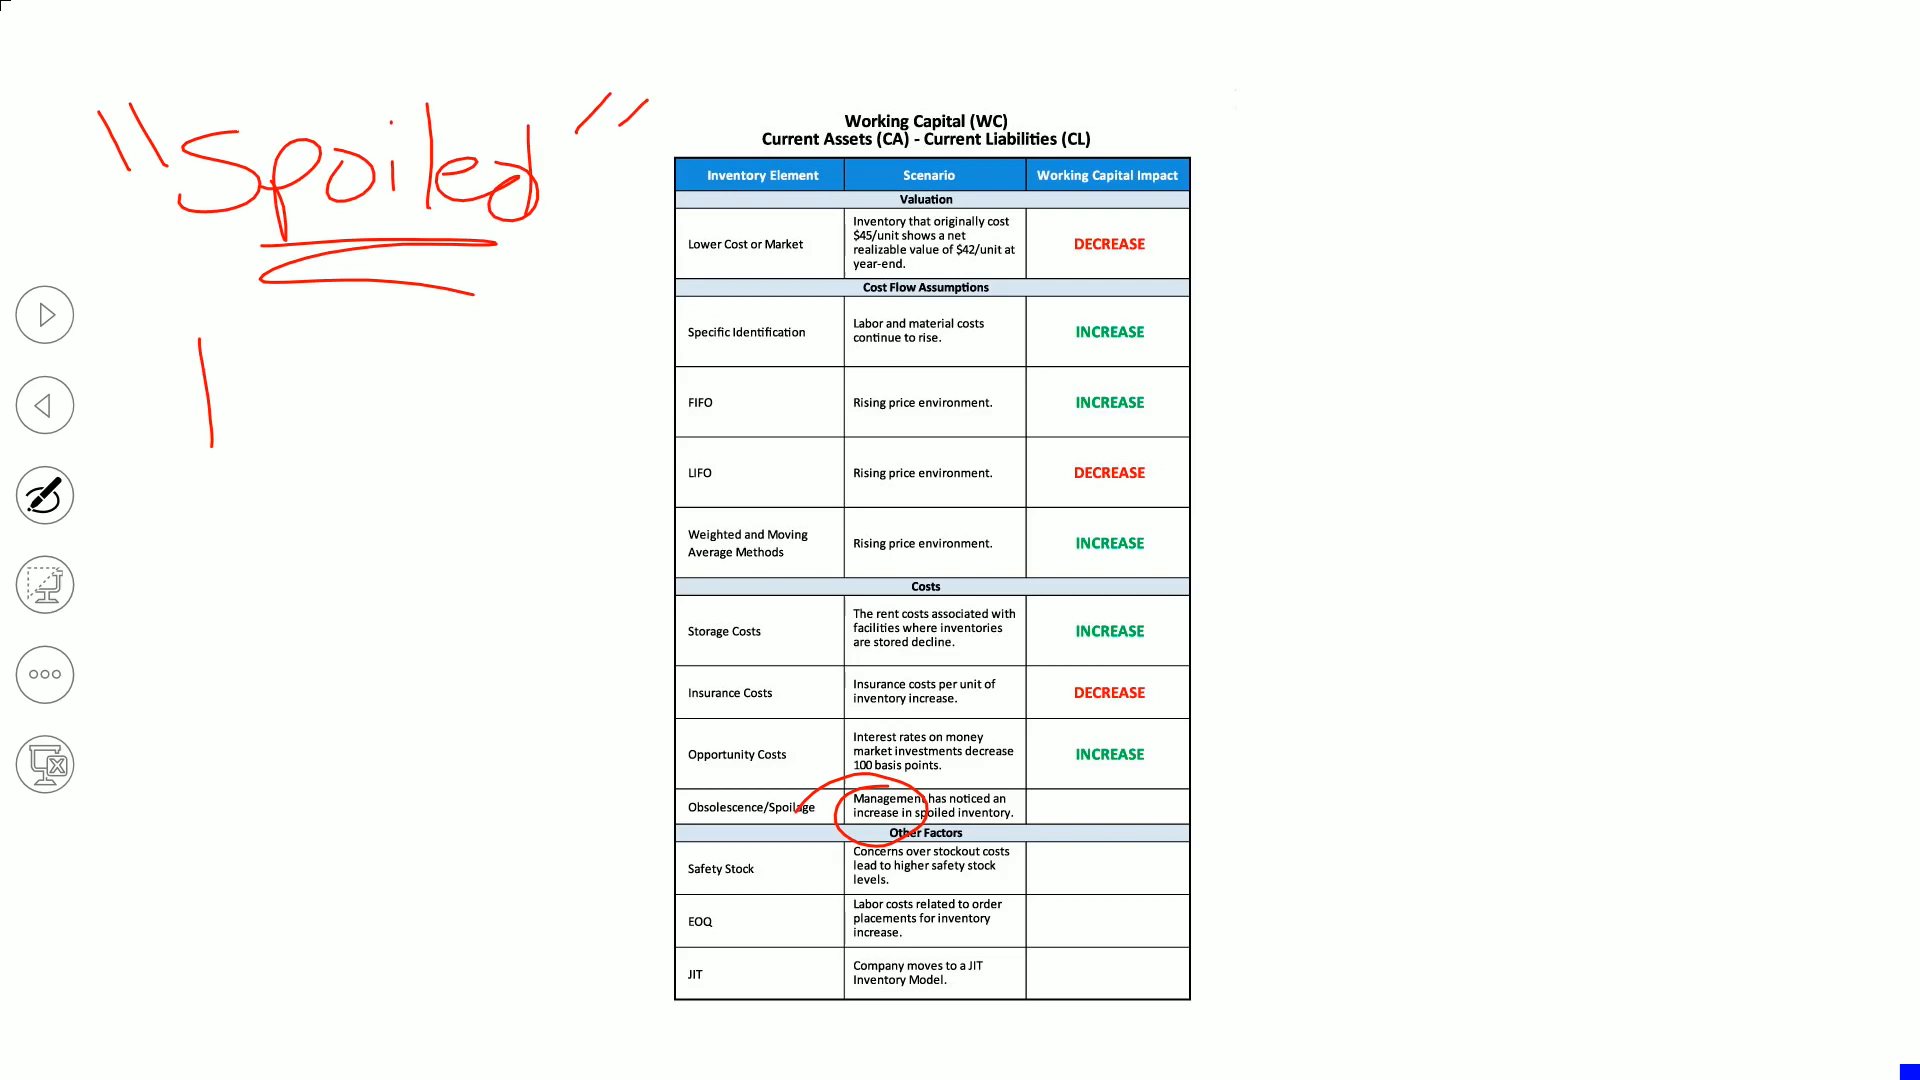 "Spoiled"
Working Capital (WC)
Current Assets (CA) - Current Liabilities (CL)
Inventory Element Scenario Working Capital Impact
Valuation
Lower Cost or Market
Inventory that originally cost
$45/unit shows a net
realizable value of $42/unit at
year-end.
DECREASE
Cost Flow Assumptions
Specific Identification
Labor and material costs
continue to rise.
INCREASE
FIFO Rising price environment. INCREASE
LIFO Rising price environment. DECREASE
Weighted and Moving
Average Methods
Rising price environment. INCREASE
Costs
Storage Costs
The rent costs associated with
facilities where inventories
are stored decline.
INCREASE
Insurance Costs
Insurance costs per unit of
inventory increase.
DECREASE
Opportunity Costs
Interest rates on money
market investments decrease
100 basis points.
INCREASE
Obsolescence/Spoilage
Management has noticed an
increase in spoiled inventory.
Other Factors
Safety Stock
Concerns over stockout costs
lead to higher safety stock
levels.
EOQ
Labor costs related to order
placements for inventory
increase.
JIT
Company moves to a JIT
Inventory Model.